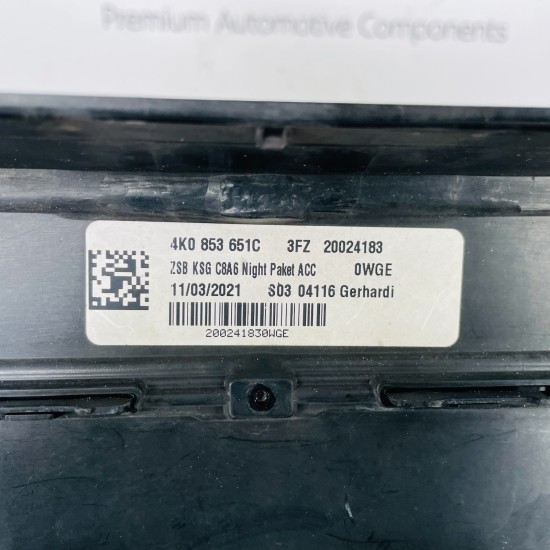 Premium Automotive Components
4K0 853 651C 3FZ 20024183
ZSB KSG C8A6 Night Paket ACC 0WGE
11/03/2021 S03 04116 Gerhardi
200241830WGE